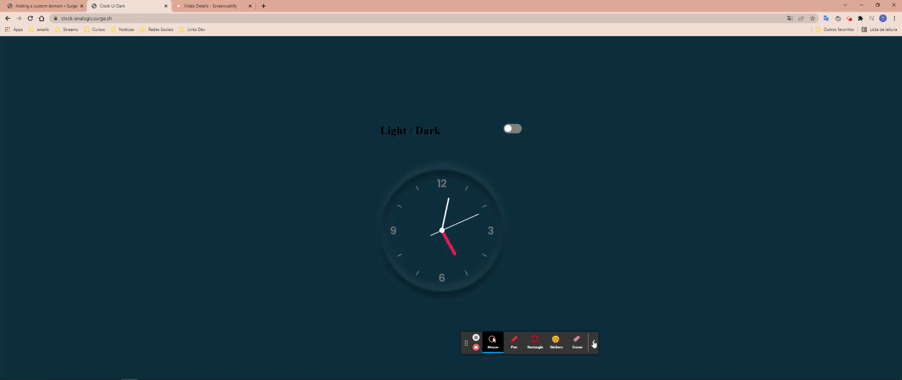 Adding a custom domain • Surge
Clock UI Dark
Video Details - Screencastify
clock-analogic.surge.sh
Apps
emails
Streams
Cursos
Notícias
Redes Sociais
Links Dev
Outros favoritos
Lista de leitura
Light / Dark
12
9
3
6
Mouse
Pen
Rectangle
Stickers
Eraser